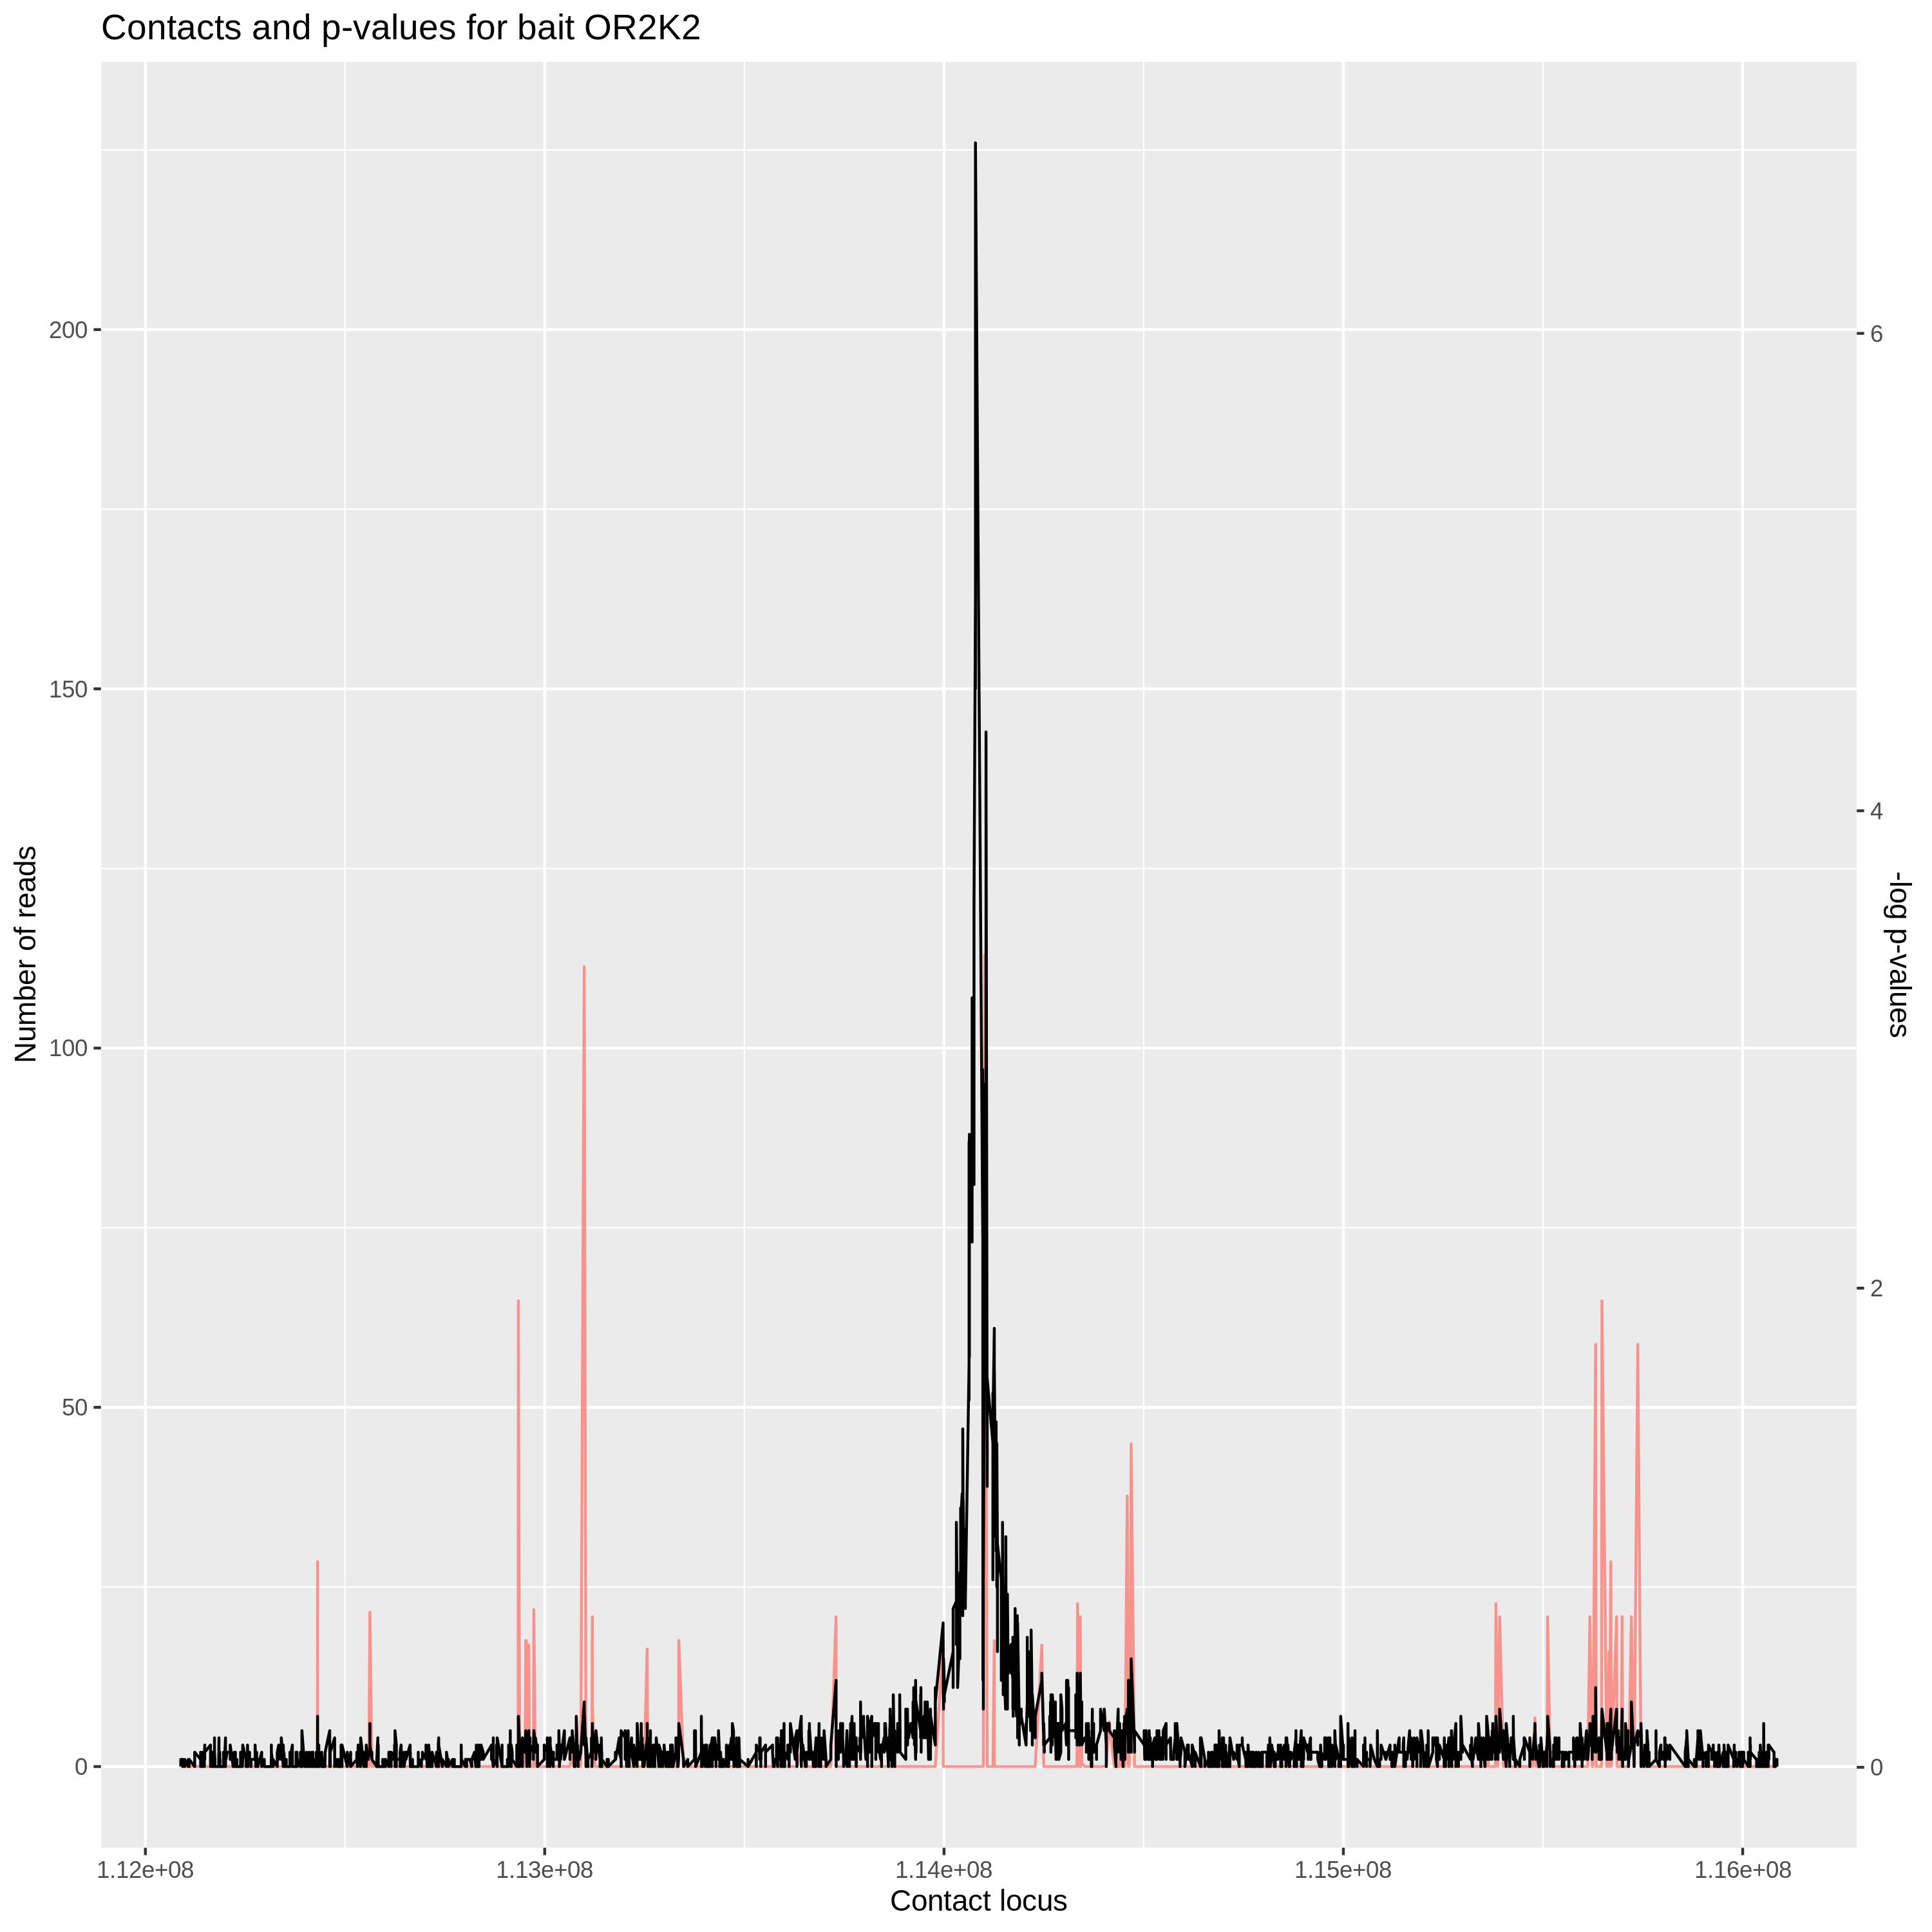 Contacts and p-values for bait OR2K2
Number of reads
200
150
100
50
0
6
4
2
0
-log p-values
1.12e+08
1.13e+08
1.14e+08
1.15e+08
1.16e+08
Contact locus